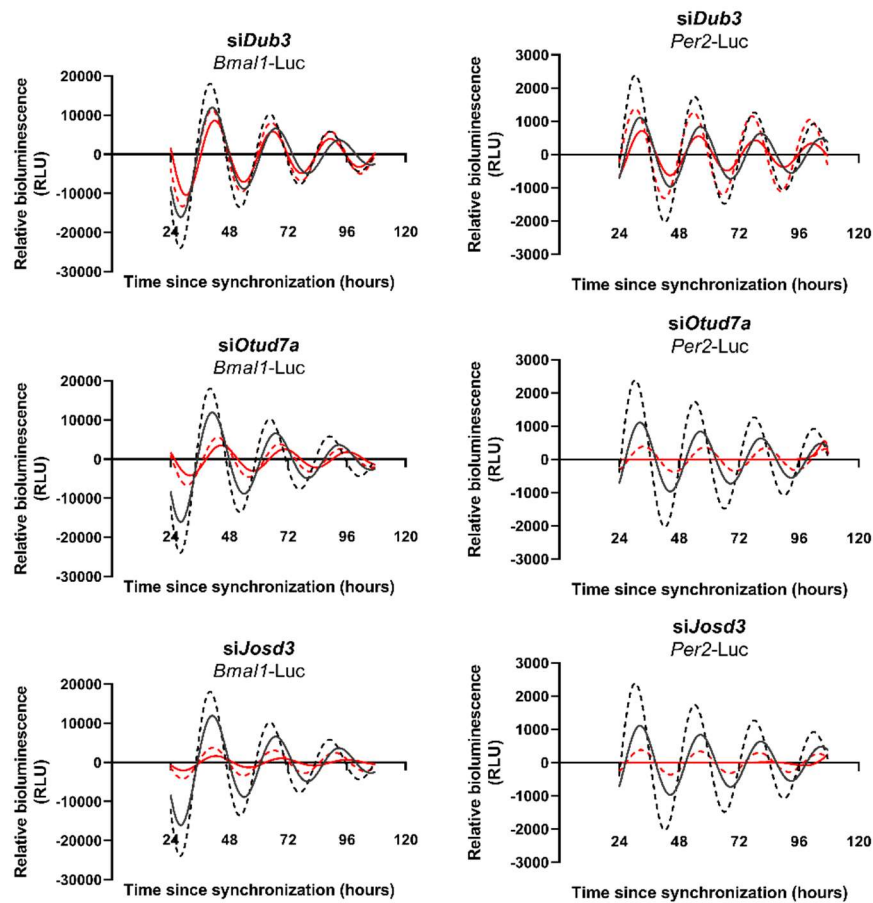 siDub3
Bmal1-Luc
20000
10000
0
-10000
-20000
-30000
24 48 72 96 120
Relative bioluminescence
(RLU)
Time since synchronization (hours)
siDub3
Per2-Luc
3000
2000
1000
0
-1000
-2000
-3000
24 48 72 96 120
Relative bioluminescence
(RLU)
Time since synchronization (hours)
siOtud7a
Bmal1-Luc
20000
10000
0
-10000
-20000
-30000
24 48 72 96 120
Relative bioluminescence
(RLU)
Time since synchronization (hours)
siOtud7a
Per2-Luc
3000
2000
1000
0
-1000
-2000
-3000
24 48 72 96 120
Relative bioluminescence
(RLU)
Time since synchronization (hours)
siJosd3
Bmal1-Luc
20000
10000
0
-10000
-20000
-30000
24 48 72 96 120
Relative bioluminescence
(RLU)
Time since synchronization (hours)
siJosd3
Per2-Luc
3000
2000
1000
0
-1000
-2000
-3000
24 48 72 96 120
Relative bioluminescence
(RLU)
Time since synchronization (hours)